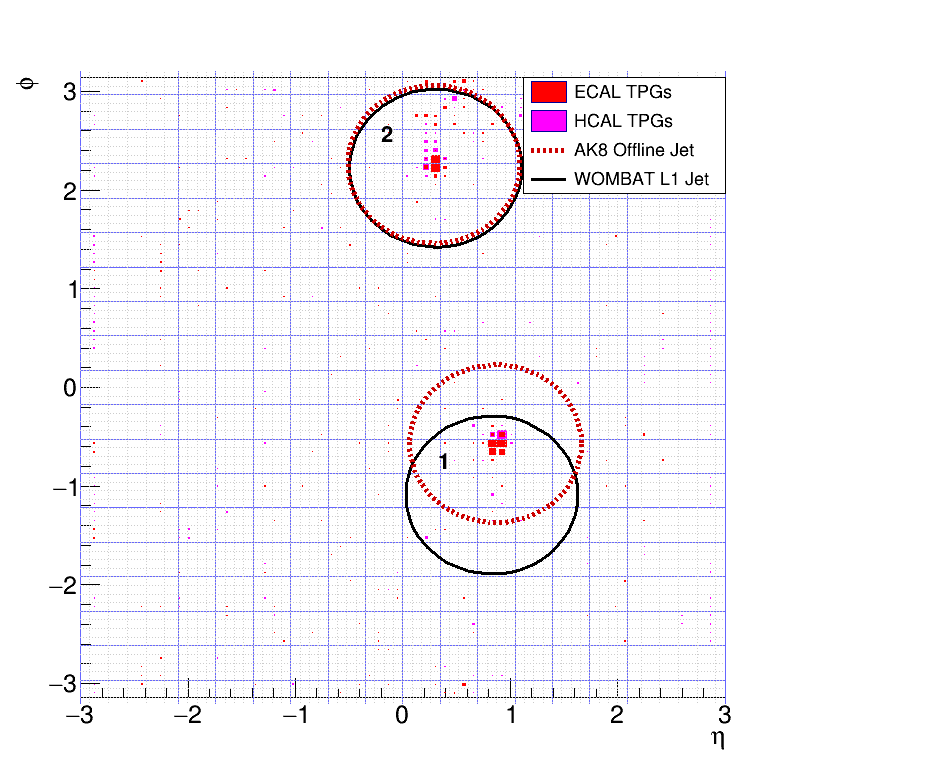 φ
3
2
1
0
−1
−2
−3
ECAL TPGs
HCAL TPGs
AK8 Offline Jet
WOMBAT L1 Jet
2
1
−3 −2 −1 0 1 2 3
η